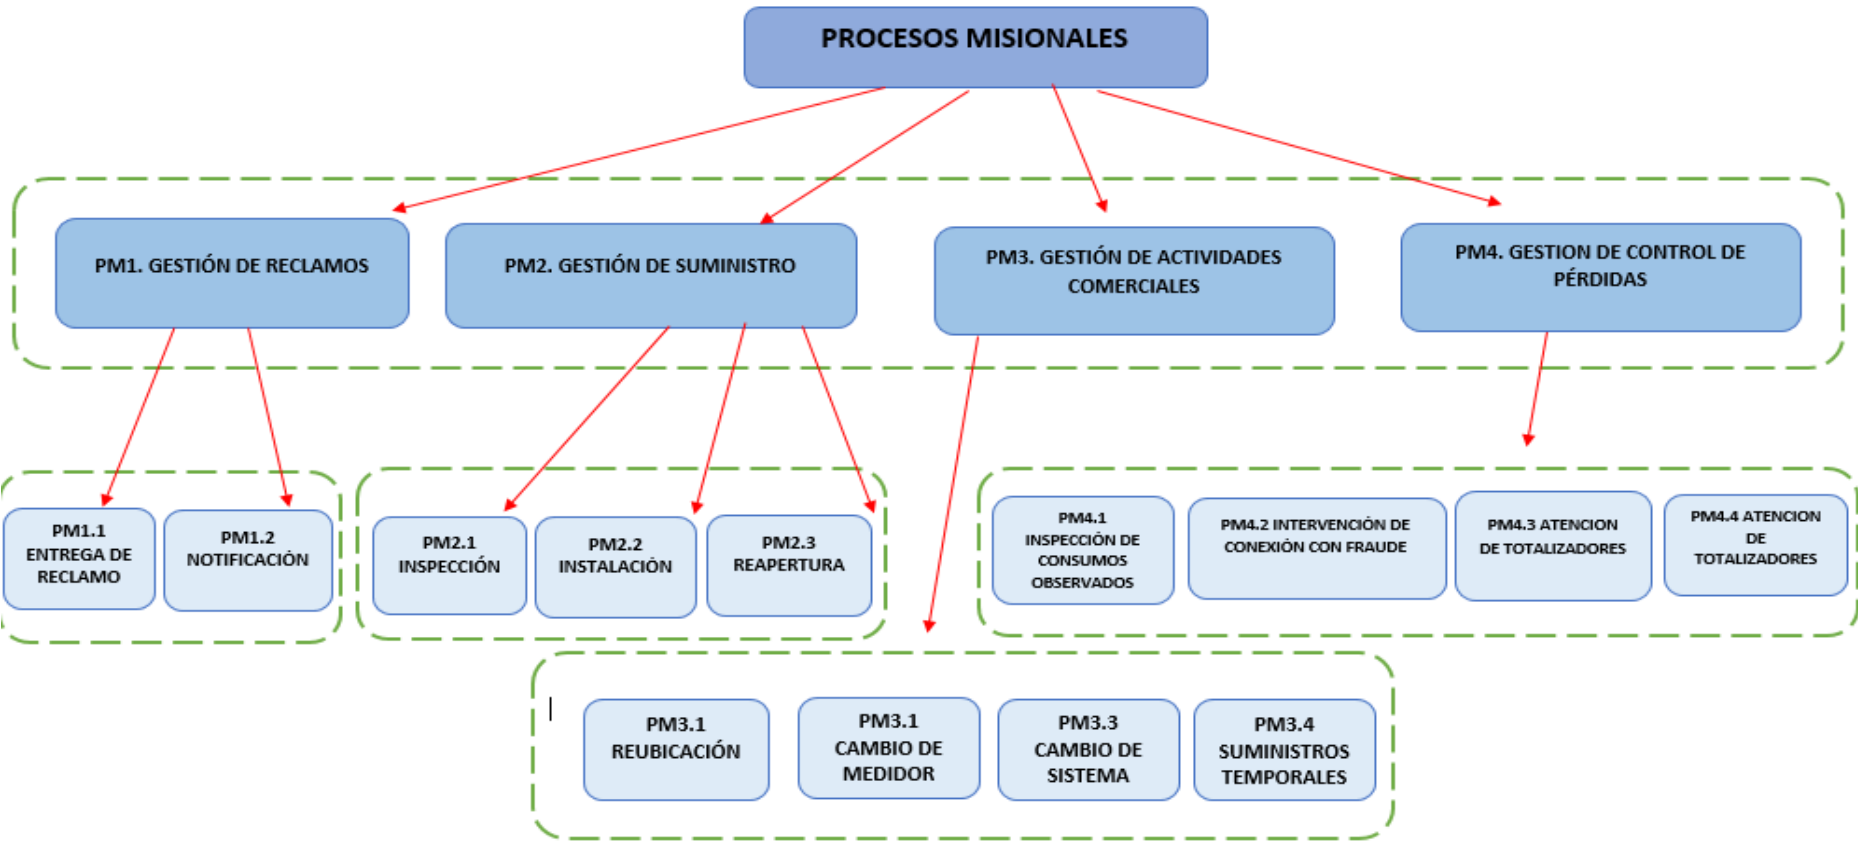 PROCESOS MISIONALES
PM1. GESTIÓN DE RECLAMOS
PM2. GESTIÓN DE SUMINISTRO
PM3. GESTIÓN DE ACTIVIDADES
COMERCIALES
PM4. GESTION DE CONTROL DE
PÉRDIDAS
PM1.1
ENTREGA DE
RECLAMO
PM1.2
NOTIFICACIÓN
PM2.1
INSPECCIÓN
PM2.2
INSTALACIÓN
PM2.3
REAPERTURA
PM4.1
INSPECCIÓN DE
CONSUMOS
OBSERVADOS
PM4.2 INTERVENCIÓN DE
CONEXIÓN CON FRAUDE
PM4.3 ATENCION
DE TOTALIZADORES
PM4.4 ATENCION
DE
TOTALIZADORES
PM3.1
REUBICACIÓN
PM3.1
CAMBIO DE
MEDIDOR
PM3.3
CAMBIO DE
SISTEMA
PM3.4
SUMINISTROS
TEMPORALES